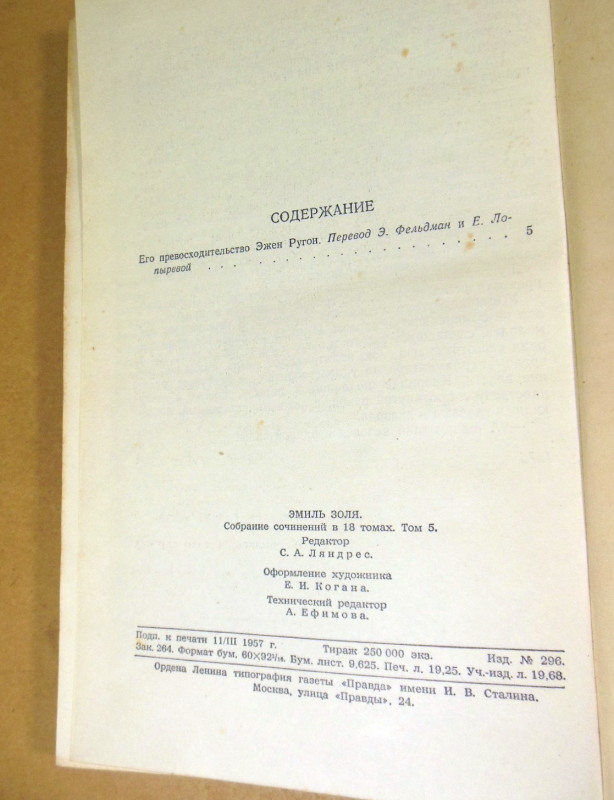 СОДЕРЖАНИЕ
Его превосходительство Эжен Ругон. Перевод Э. Фельдман и Е. Ло-
пыревой . . . . . . . . . . . . . . . . 5
ЭМИЛЬ ЗОЛЯ.
Собрание сочинений в 18 томах. Том 5.
Редактор
С. А. Ляндрес.
Оформление художника
Е. И. Когана.
Технический редактор
А. Ефимова.
Подп. к печати 11/III 1957 г. Тираж 250 000 экз. Изд. № 296.
Зак. 264. Формат бум. 60×92¹/₁₆. Бум. лист. 9,625. Печ. л. 19,25. Уч.-изд. л. 19,68.
Ордена Ленина типография газеты «Правда» имени И. В. Сталина.
Москва, улица «Правды», 24.